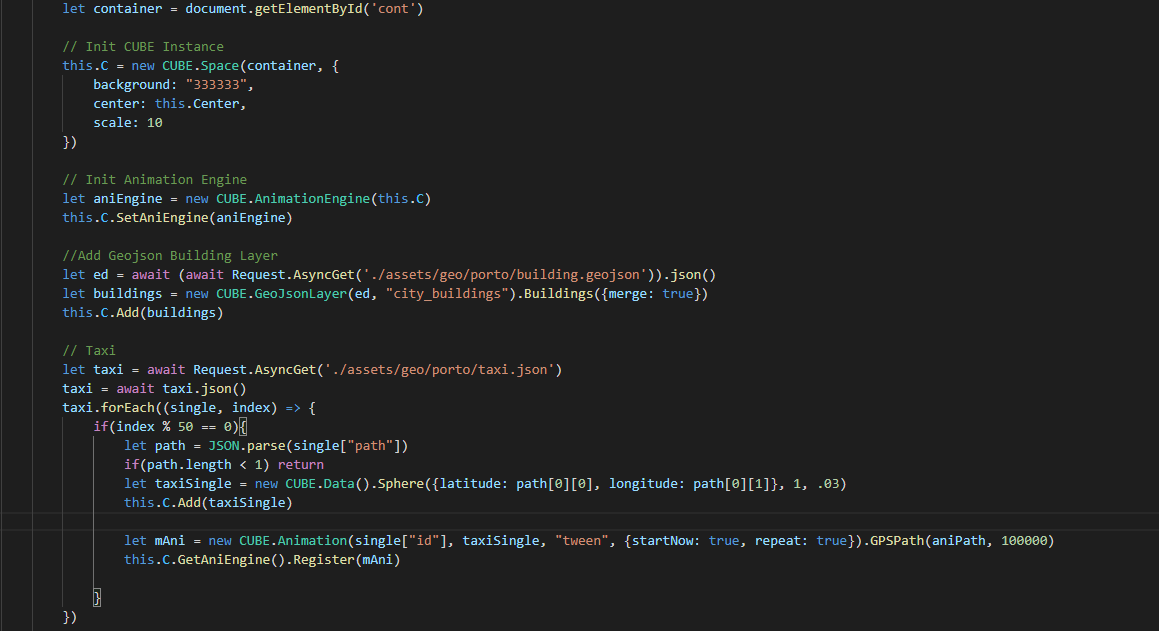 let container = document.getElementById('cont')
// Init CUBE Instance
this.C = new CUBE.Space(container, {
background: "333333",
center: this.Center,
scale: 10
})
// Init Animation Engine
let aniEngine = new CUBE.AnimationEngine(this.C)
this.C.SetAniEngine(aniEngine)
//Add Geojson Building Layer
let ed = await (await Request.AsyncGet('./assets/geo/porto/building.geojson')).json()
let buildings = new CUBE.GeoJsonLayer(ed, "city_buildings").Buildings({merge: true})
this.C.Add(buildings)
// Taxi
let taxi = await Request.AsyncGet('./assets/geo/porto/taxi.json')
taxi = await taxi.json()
taxi.forEach((single, index) => {
if(index % 50 == 0){
let path = JSON.parse(single["path"])
if(path.length < 1) return
let taxiSingle = new CUBE.Data().Sphere({latitude: path[0][0], longitude: path[0][1]}, 1, .03)
this.C.Add(taxiSingle)
let mAni = new CUBE.Animation(single["id"], taxiSingle, "tween", {startNow: true, repeat: true}).GPSPath(aniPath, 100000)
this.C.GetAniEngine().Register(mAni)
}
})